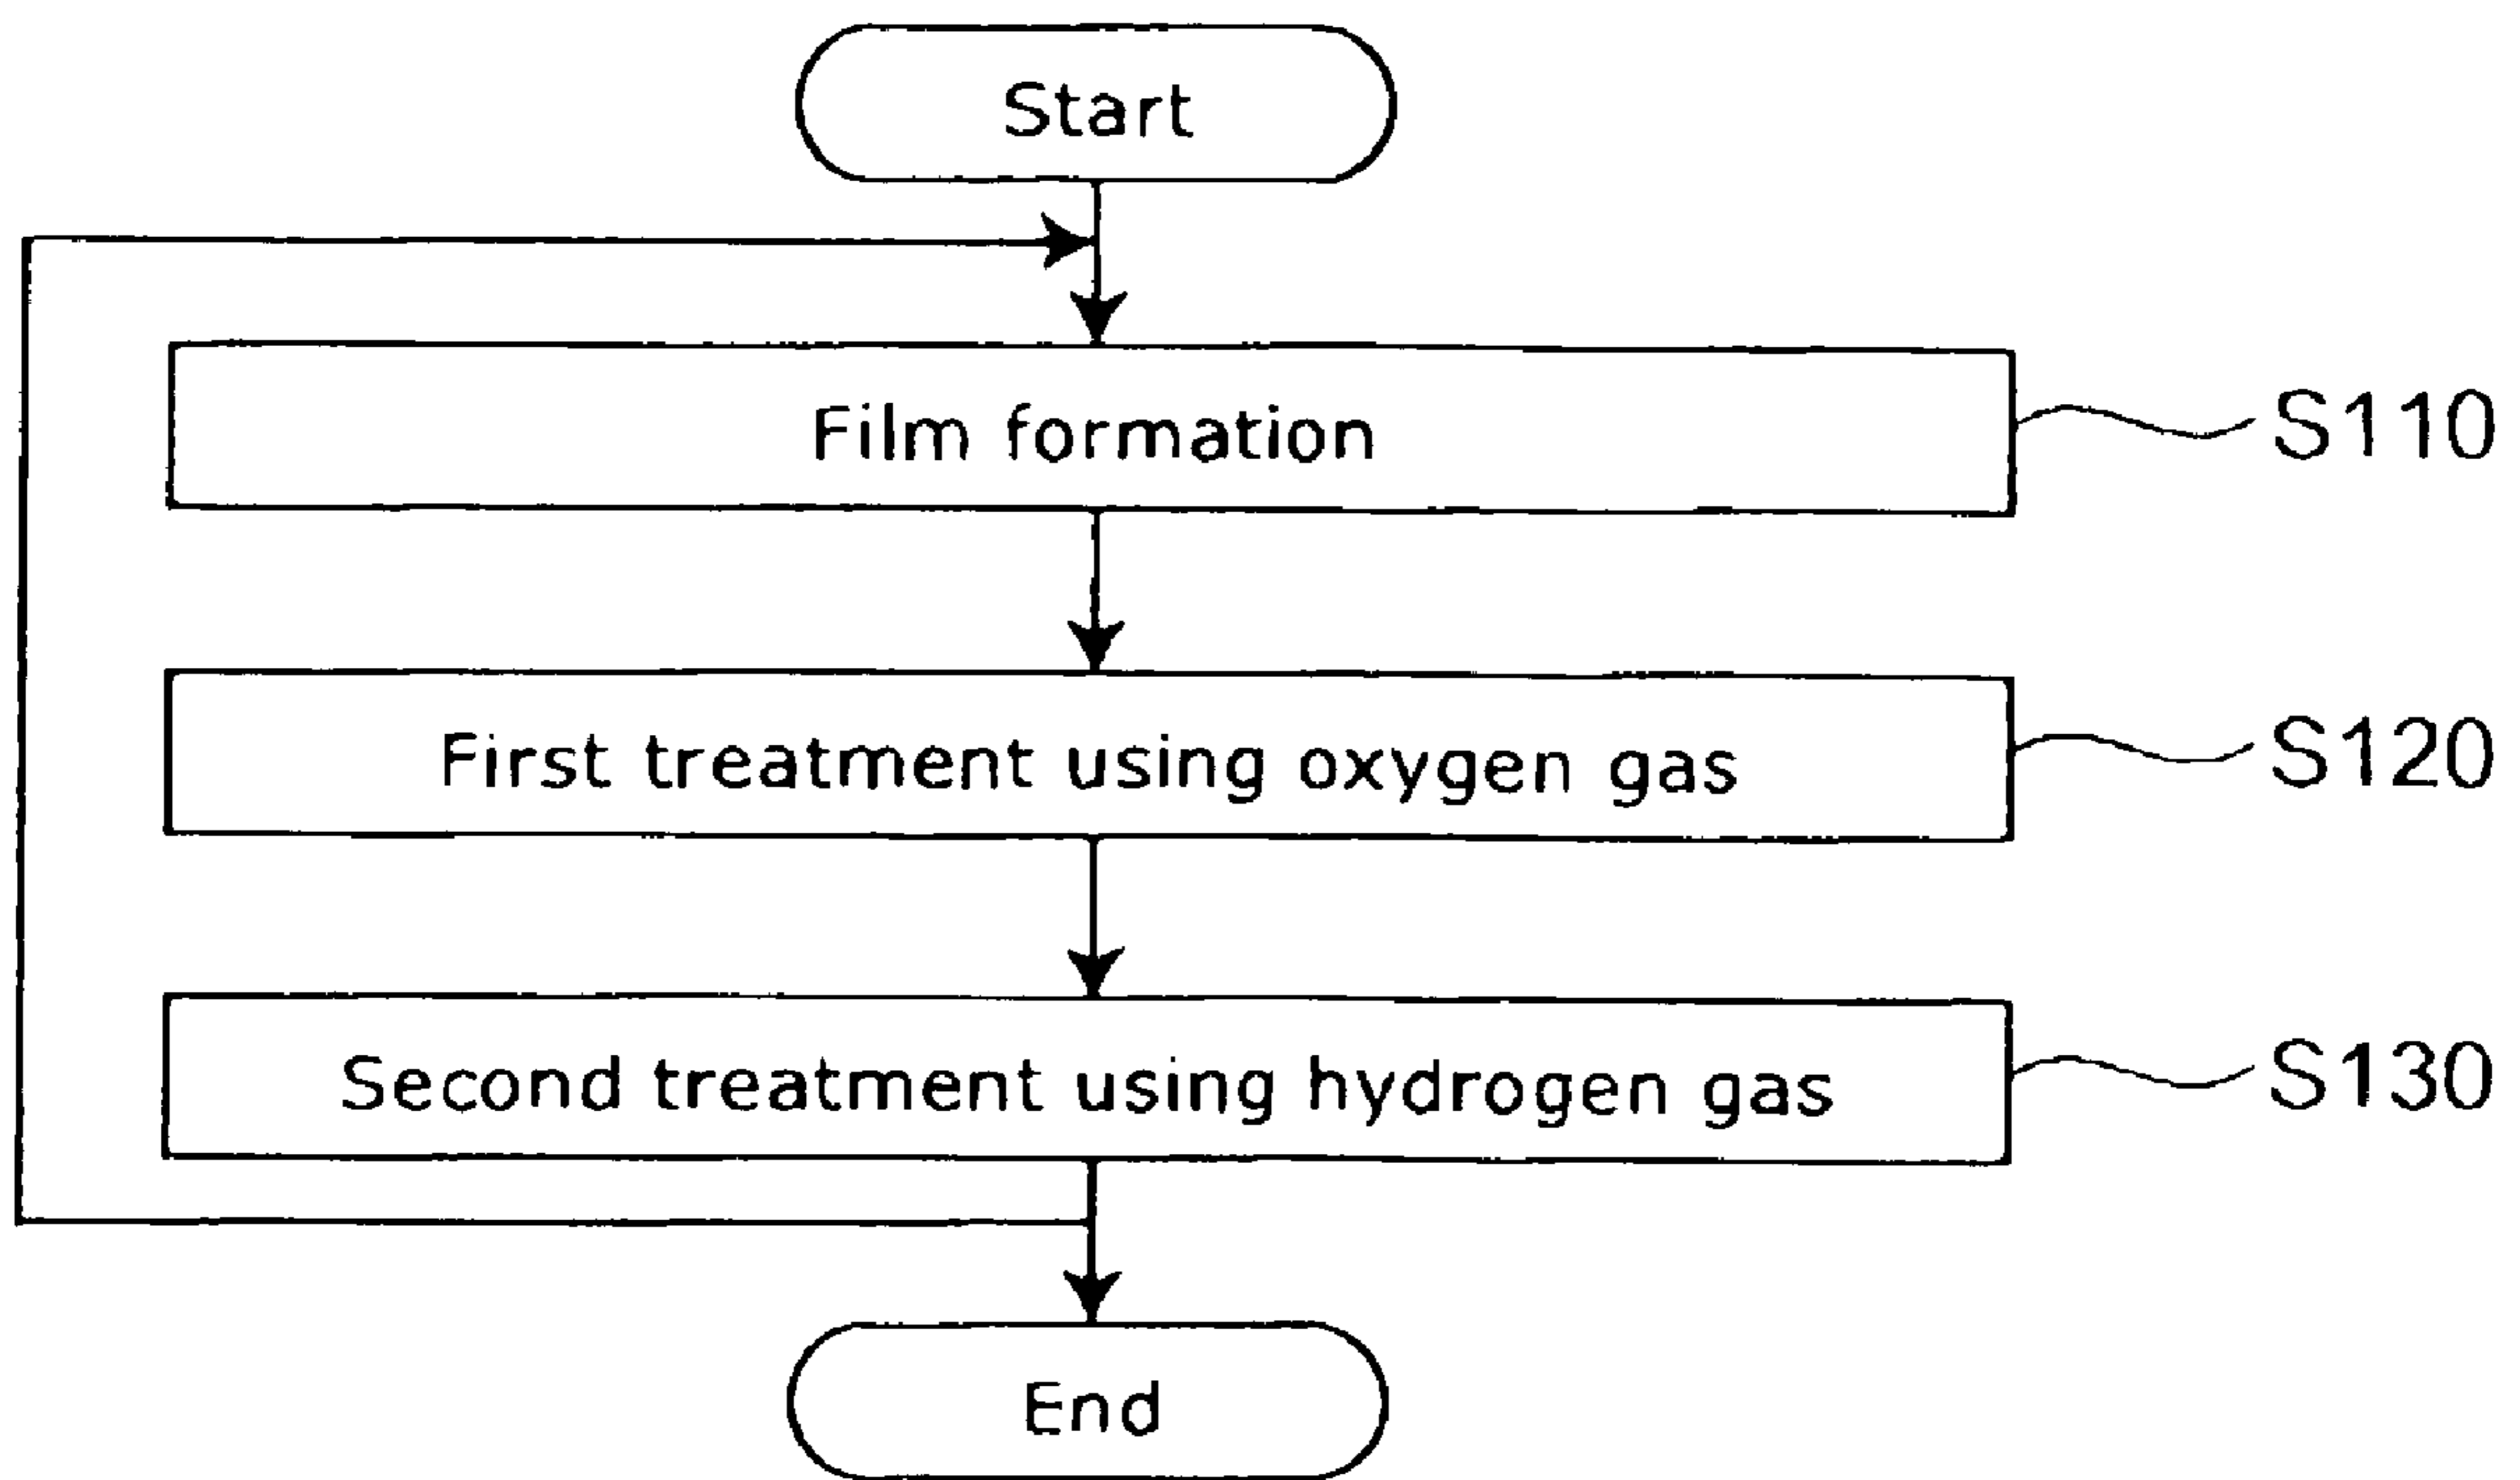 Start
Film formation
S110
First treatment using oxygen gas
S120
Second treatment using hydrogen gas
S130
End